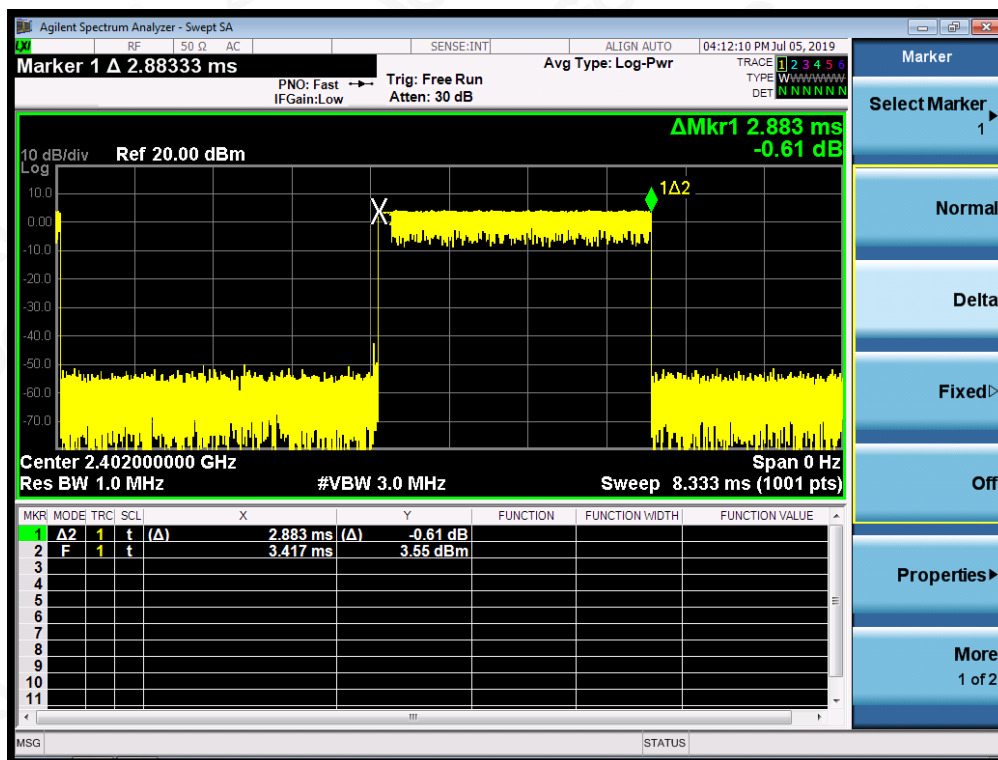 Agilent Spectrum Analyzer - Swept SA
LXI RF 50 Ω AC SENSE:INT ALIGN AUTO 04:12:10 PM Jul 05, 2019
Marker 1 Δ 2.88333 ms
PNO: Fast
IFGain:Low
Trig: Free Run
Atten: 30 dB
Avg Type: Log-Pwr
TRACE 1 2 3 4 5 6
TYPE WWWWWW
DET N N N N N N
ΔMkr1 2.883 ms
-0.61 dB
10 dB/div Ref 20.00 dBm
Log
10.0
0.00
-10.0
-20.0
-30.0
-40.0
-50.0
-60.0
-70.0
1Δ2
Center 2.402000000 GHz Span 0 Hz
Res BW 1.0 MHz #VBW 3.0 MHz Sweep 8.333 ms (1001 pts)
MKR MODE TRC SCL X Y FUNCTION FUNCTION WIDTH FUNCTION VALUE
1 Δ2 1 t (Δ) 2.883 ms (Δ) -0.61 dB
2 F 1 t 3.417 ms 3.55 dBm
3
4
5
6
7
8
9
10
11
MSG STATUS
Marker
Select Marker
1
Normal
Delta
Fixed
Off
Properties
More
1 of 2